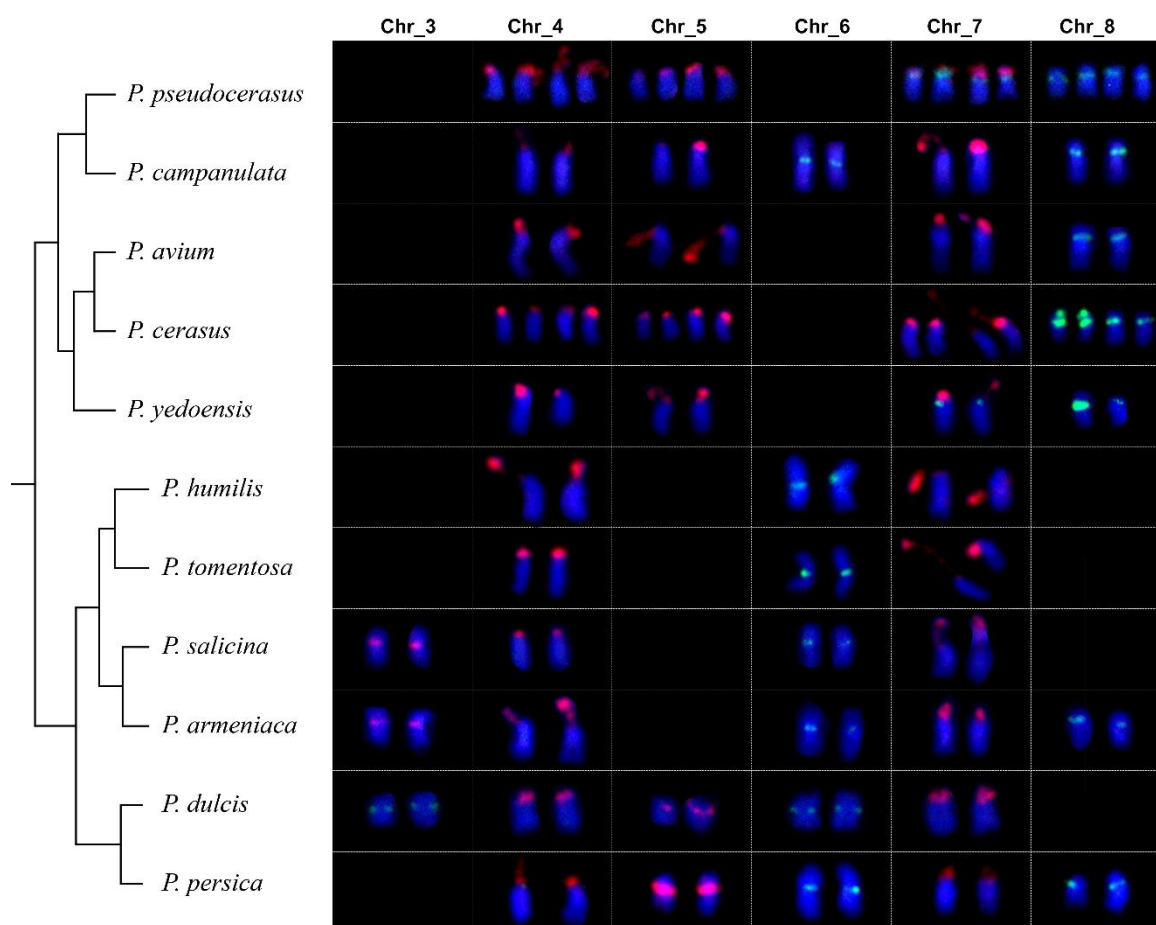 Chr_3 Chr_4 Chr_5 Chr_6 Chr_7 Chr_8
P. pseudocerasus
P. campanulata
P. avium
P. cerasus
P. yedoensis
P. humilis
P. tomentosa
P. salicina
P. armeniaca
P. dulcis
P. persica